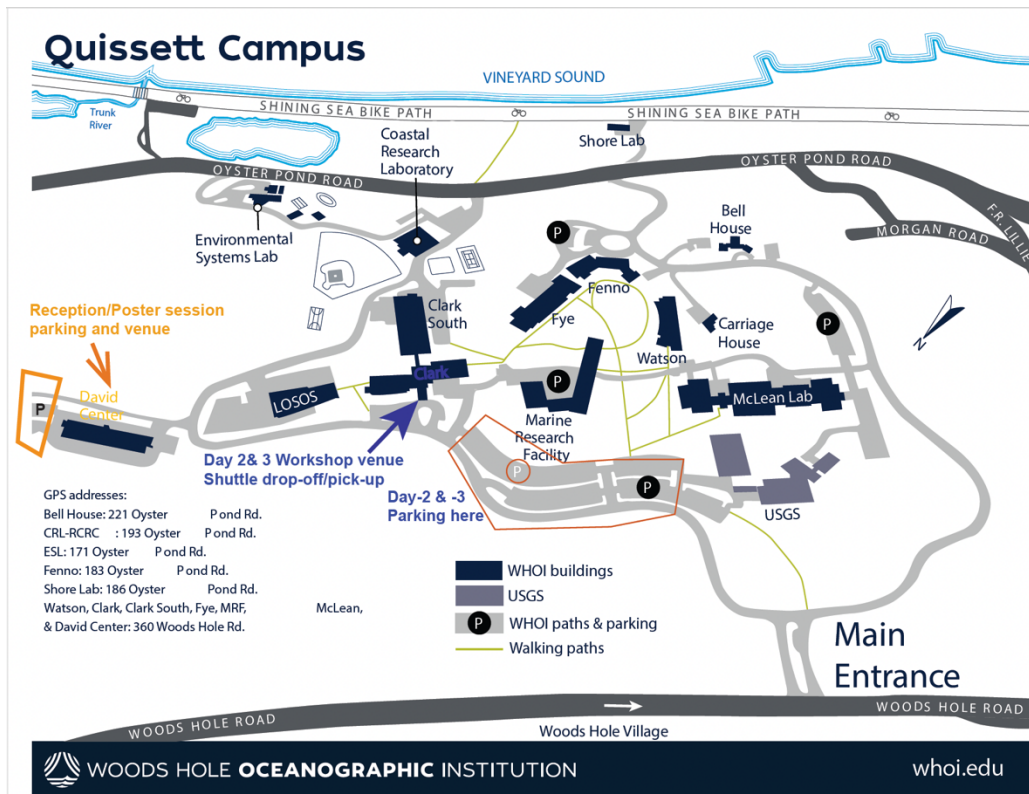 Quissett Campus
VINEYARD SOUND
Trunk
River
SHINING SEA BIKE PATH
SHINING SEA BIKE PATH
Coastal
Research
Laboratory
Shore Lab
OYSTER POND ROAD
OYSTER POND ROAD
F.R. LILLIE
MORGAN ROAD
Environmental
Systems Lab
Bell
House
P
Fenno
Reception/Poster session
parking and venue
Clark
South
Fye
Watson
Carriage
House
P
David
Center
P
LOSOS
Clark
P
McLean Lab
Marine
Research
Facility
Day 2& 3 Workshop venue
Shuttle drop-off/pick-up
P
P
Day-2 & -3
Parking here
USGS
GPS addresses:
Bell House: 221 Oyster Pond Rd.
CRL-RCRC : 193 Oyster Pond Rd.
ESL: 171 Oyster Pond Rd.
Fenno: 183 Oyster Pond Rd.
Shore Lab: 186 Oyster Pond Rd.
Watson, Clark, Clark South, Fye, MRF, McLean,
& David Center: 360 Woods Hole Rd.
WHOI buildings
USGS
P WHOI paths & parking
Walking paths
Main
Entrance
WOODS HOLE ROAD
WOODS HOLE ROAD
Woods Hole Village
WOODS HOLE OCEANOGRAPHIC INSTITUTION
whoi.edu